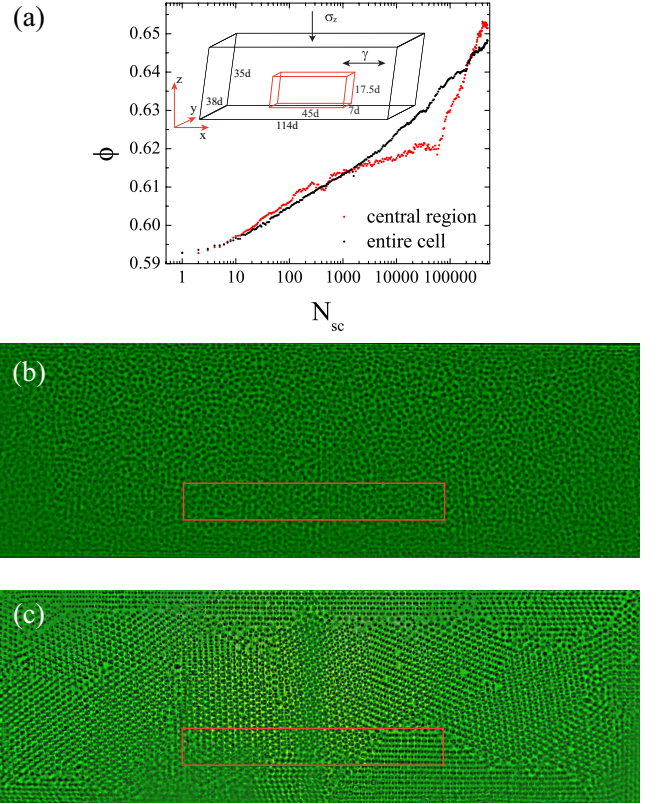 (a)
σz
γ
z
y
x
35d
38d
17.5d
7d
45d
114d
0.65
0.64
0.63
0.62
0.61
0.60
0.59
ϕ
central region
entire cell
1 10 100 1000 10000 100000
Nsc
(b)
(c)